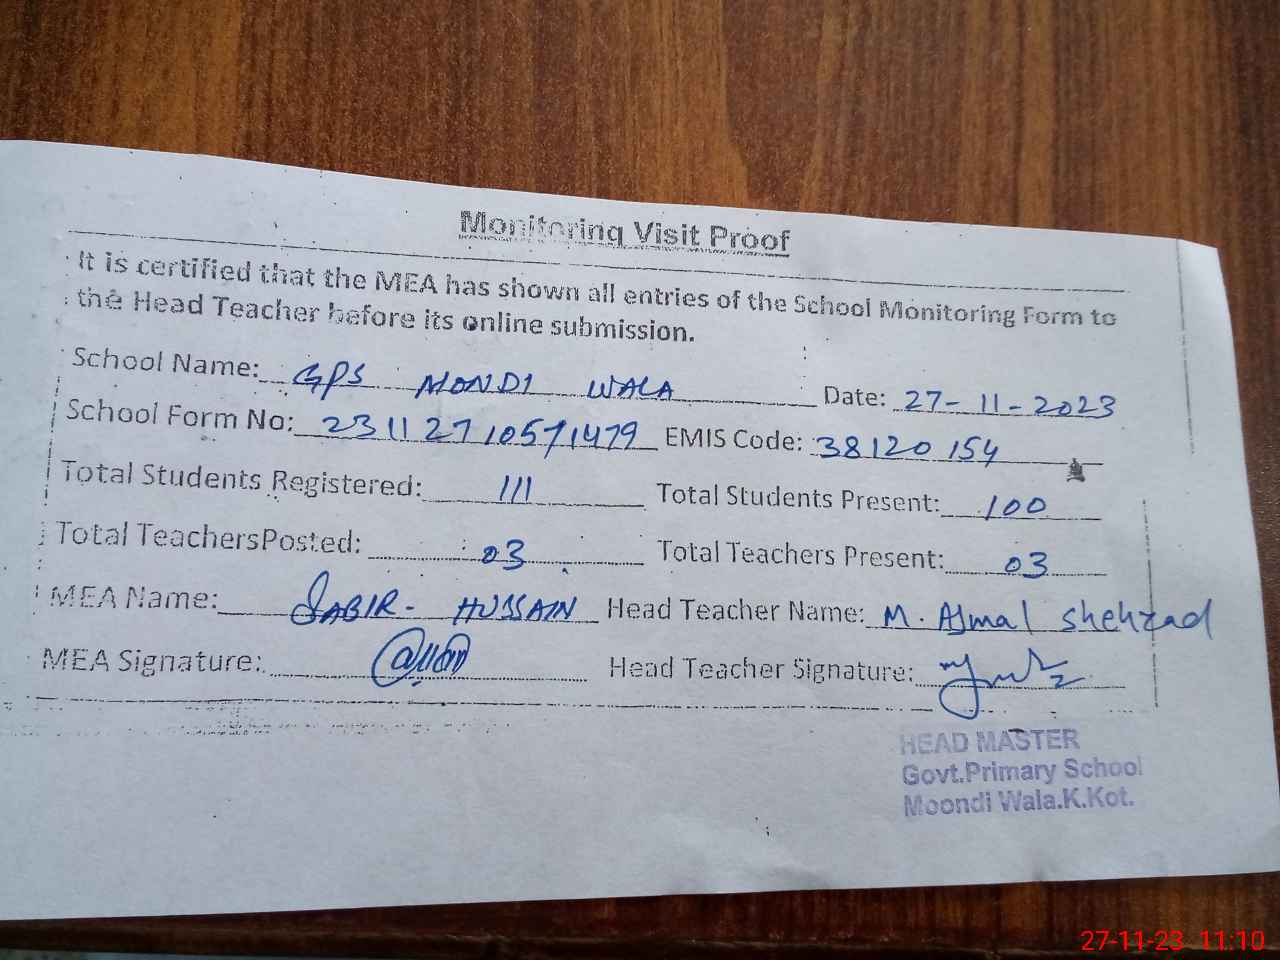 Monitoring Visit Proof
It is certified that the MEA has shown all entries of the School Monitoring Form to
the Head Teacher before its online submission.
School Name: GPS MONDI WALA Date: 27-11-2023
School Form No: 23112710571479 EMIS Code: 38120154
Total Students Registered: 111 Total Students Present: 100
Total TeachersPosted: 03 Total Teachers Present: 03
MEA Name: SABIR- HUSSAIN Head Teacher Name: M. Ajmal Shehzad
MEA Signature: Head Teacher Signature:
HEAD MASTER
Govt.Primary School
Moondi Wala.K.Kot.
27-11-23 11:10